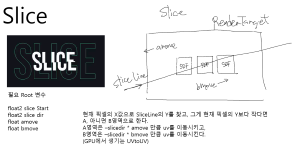 Slice
SLICE
필요 Root 변수
float2 slice Start
float2 slice dir
float amove
float bmove
Slice
RenderTarget
amove
SRF
SRF
SRF
SliceLine
bmove
현재 픽셀의 X값으로 SliceLine의 Y를 찾고, 그게 현재 픽셀의 Y보다 작다면
A, 아니면 B영역으로 한다.
A영역은 -slicedir * amove 만큼 uv를 이동시키고,
B영역은 -slicedir * bmove 만큼 uv를 이동시킨다.
(GPU에서 생기는 UVtoUV)